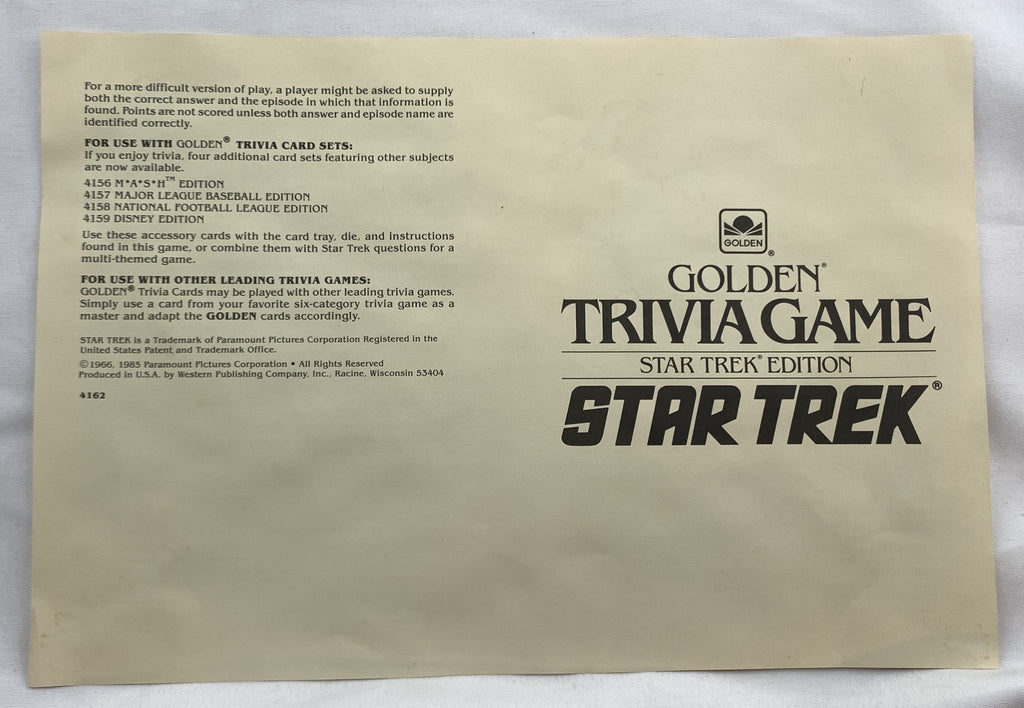 For a more difficult version of play, a player might be asked to supply
both the correct answer and the episode in which that information is
found. Points are not scored unless both answer and episode name are
identified correctly.
FOR USE WITH GOLDEN® TRIVIA CARD SETS:
If you enjoy trivia, four additional card sets featuring other subjects
are now available.
4156 M*A*S*H™ EDITION
4157 MAJOR LEAGUE BASEBALL EDITION
4158 NATIONAL FOOTBALL LEAGUE EDITION
4159 DISNEY EDITION
Use these accessory cards with the card tray, die, and instructions
found in this game, or combine them with Star Trek questions for a
multi-themed game.
FOR USE WITH OTHER LEADING TRIVIA GAMES:
GOLDEN® Trivia Cards may be played with other leading trivia games.
Simply use a card from your favorite six-category trivia game as a
master and adapt the GOLDEN cards accordingly.
STAR TREK is a Trademark of Paramount Pictures Corporation Registered in the
United States Patent and Trademark Office.
©1966, 1985 Paramount Pictures Corporation • All Rights Reserved
Produced in U.S.A. by Western Publishing Company, Inc., Racine, Wisconsin 53404
4162
GOLDEN®
GOLDEN®
TRIVIA GAME
STAR TREK® EDITION
STAR TREK®